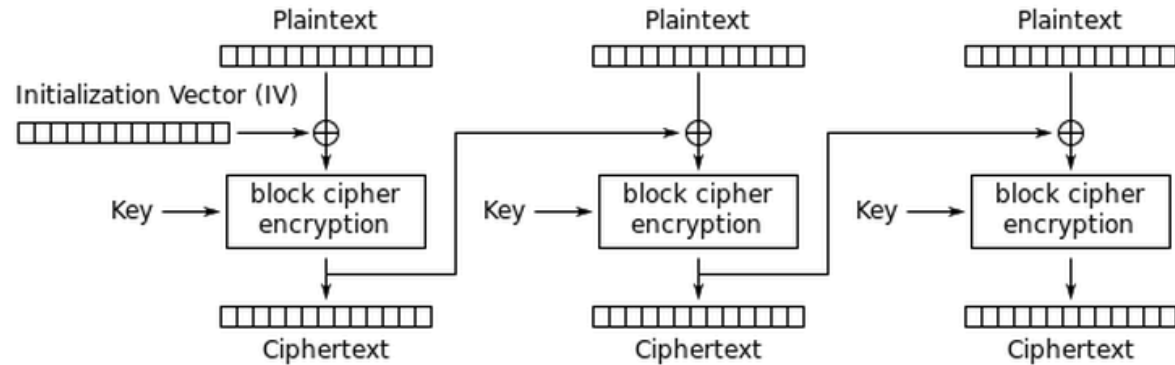 Plaintext
Plaintext
Plaintext
Initialization Vector (IV)
Key
block cipher
encryption
Key
block cipher
encryption
Key
block cipher
encryption
Ciphertext
Ciphertext
Ciphertext